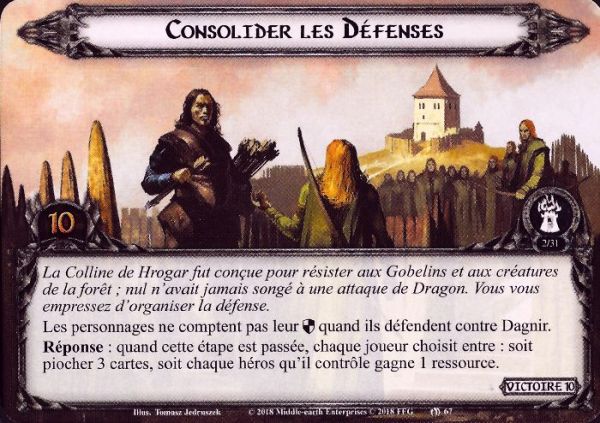 Consolider les Défenses
10
2/31
La Colline de Hrogar fut conçue pour résister aux Gobelins et aux créatures
de la forêt ; nul n'avait jamais songé à une attaque de Dragon. Vous vous
empressez d'organiser la défense.
Les personnages ne comptent pas leur quand ils défendent contre Dagnir.
Réponse : quand cette étape est passée, chaque joueur choisit entre : soit
piocher 3 cartes, soit chaque héros qu'il contrôle gagne 1 ressource.
VICTOIRE 10
Illus. Tomasz Jedruszek © 2018 Middle-earth Enterprises © 2018 FFG 67